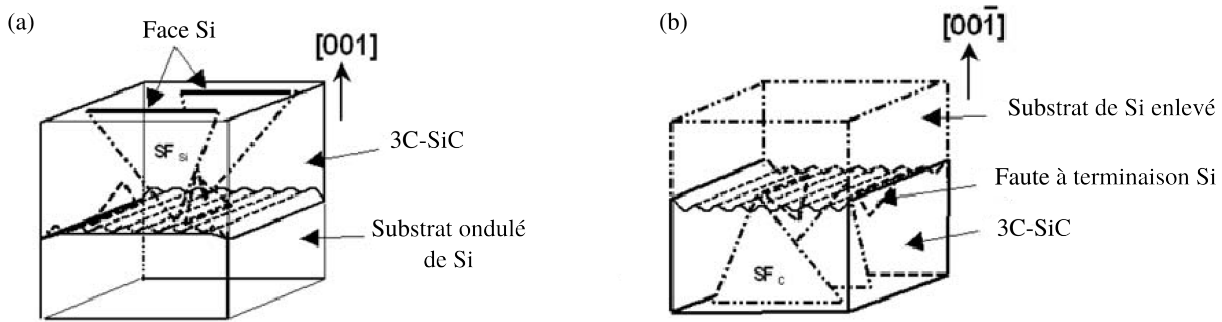 (a)
Face Si
[001]
SF Si
3C-SiC
Substrat ondulé
de Si
(b)
[001̄]
Substrat de Si enlevé
Faute à terminaison Si
3C-SiC
SF C